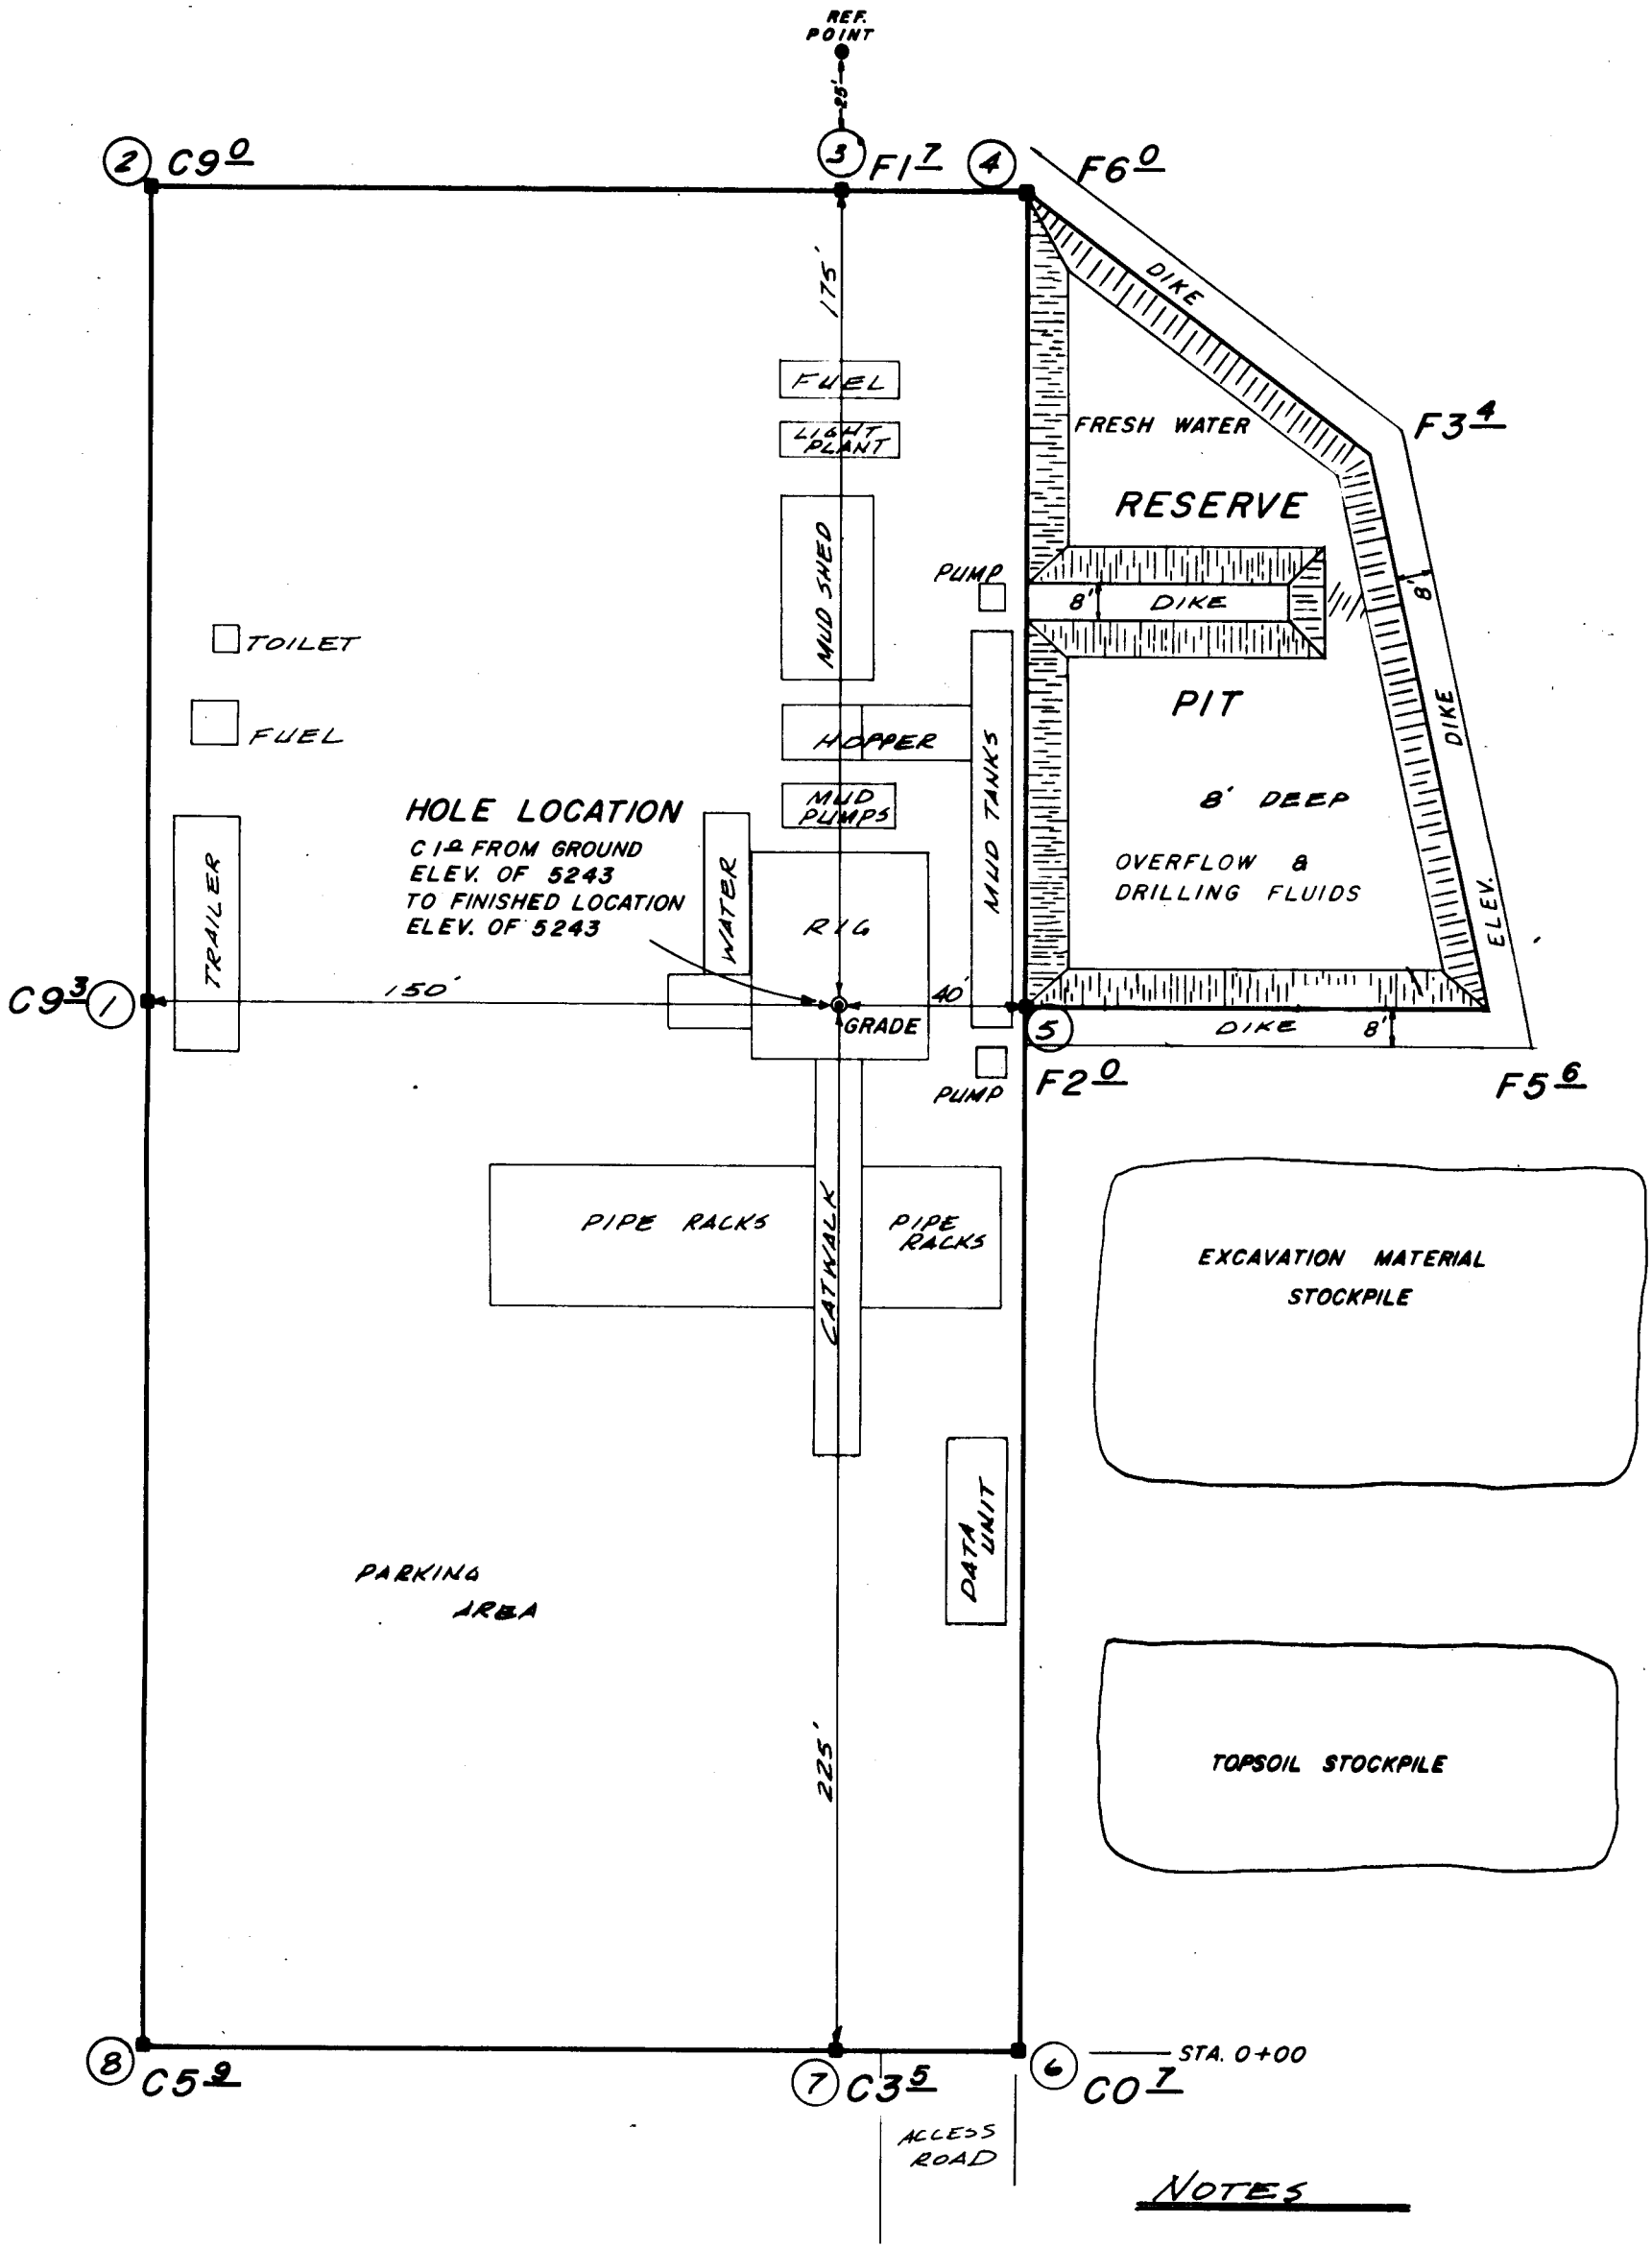 REF.
POINT
25'
2 C9 0
3 F1 7
4 F6 0
175'
DIKE
FUEL
LIGHT
PLANT
FRESH WATER
F3 4
RESERVE
MUD SHED
PUMP
8' DIKE
8'
TOILET
FUEL
HOPPER
MUD TANKS
PIT
DIKE
MUD
PUMPS
8' DEEP
HOLE LOCATION
FROM GROUND
ELEV. OF 5243
TO FINISHED LOCATION
ELEV. OF 5243
TRAILER
WATER
RIG
OVERFLOW &
DRILLING FLUIDS
ELEV.
C9 3 1
150'
40'
GRADE
5
DIKE 8'
PUMP
F2 0
F5 6
PIPE RACKS
CATWALK
PIPE
RACKS
EXCAVATION MATERIAL
STOCKPILE
DATA
UNIT
PARKING
AREA
225'
TOPSOIL STOCKPILE
8 C5 9
7 C3 5
6 C0 7
STA. 0+00
ACCESS
ROAD
NOTES